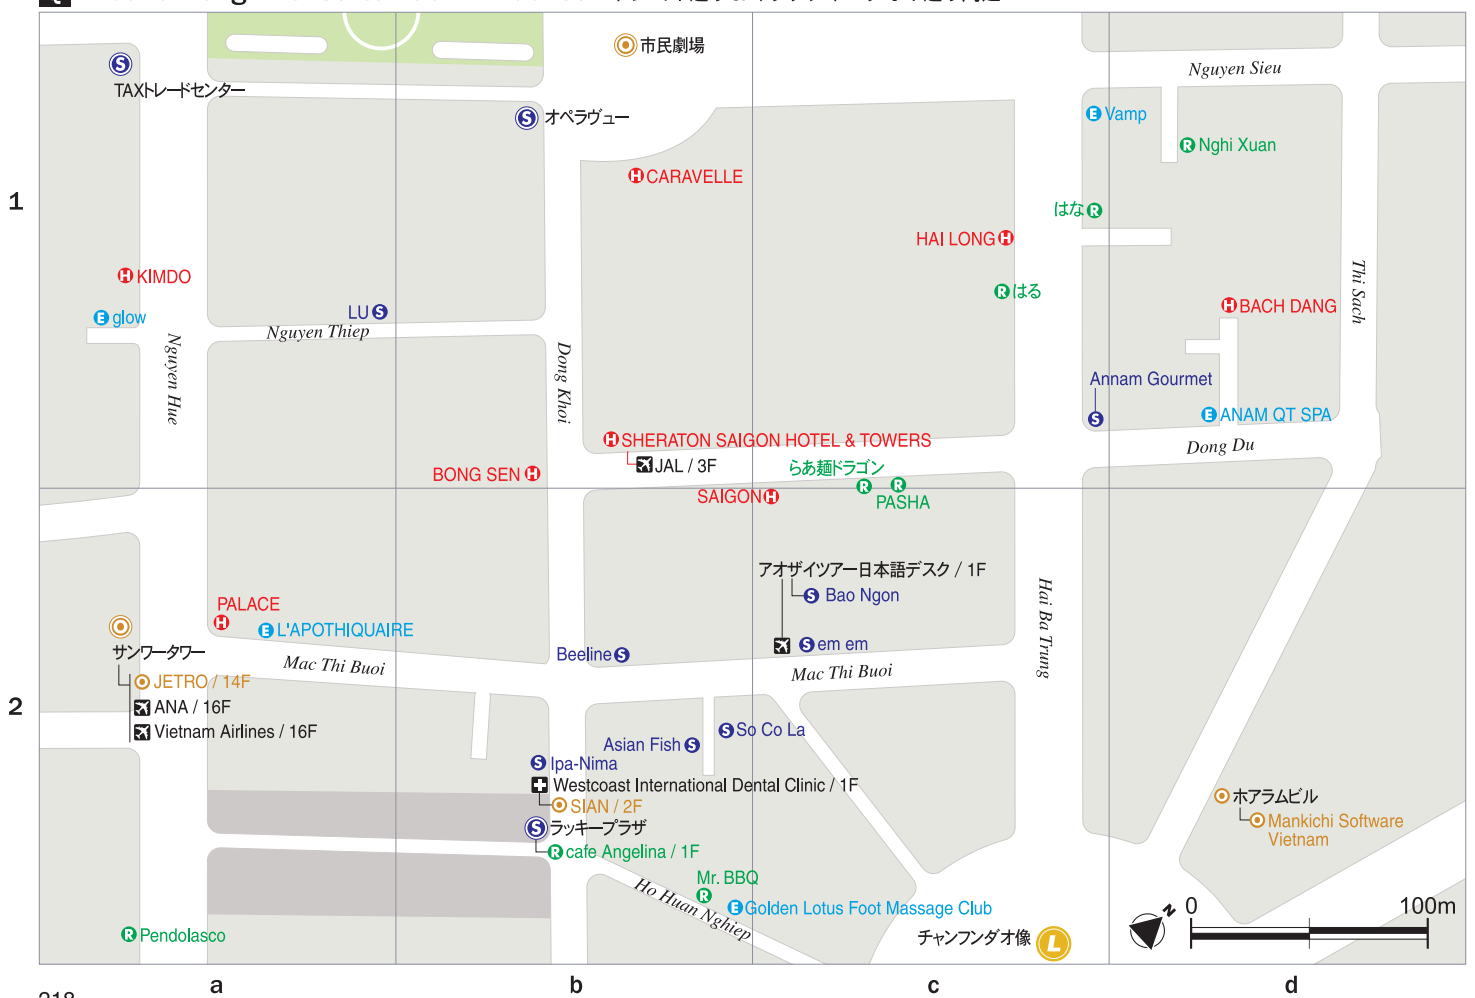 市民劇場
Nguyen Sieu
TAXトレードセンター
オペラヴュー
Vamp
Nghi Xuan
CARAVELLE
1
はな
HAI LONG
KIMDO
はる
glow
LU
BACH DANG
Nguyen Thiep
Nguyen Hue
Dong Khoi
Thi Sach
Annam Gourmet
ANAM QT SPA
SHERATON SAIGON HOTEL & TOWERS
Dong Du
JAL / 3F
らあ麺ドラゴン
BONG SEN
SAIGON
PASHA
アオザイツアー日本語デスク / 1F
Bao Ngon
Hai Ba Trung
PALACE
L'APOTHIQUAIRE
em em
サンワータワー
Beeline
Mac Thi Buoi
Mac Thi Buoi
JETRO / 14F
2
ANA / 16F
Vietnam Airlines / 16F
So Co La
Asian Fish
Ipa-Nima
Westcoast International Dental Clinic / 1F
SIAN / 2F
ホアラムビル
ラッキープラザ
Mankichi Software
Vietnam
cafe Angelina / 1F
Mr. BBQ
Ho Huan Nghiep
Golden Lotus Foot Massage Club
N
0
100m
Pendolasco
チャンフンダオ像
L
a
b
c
d